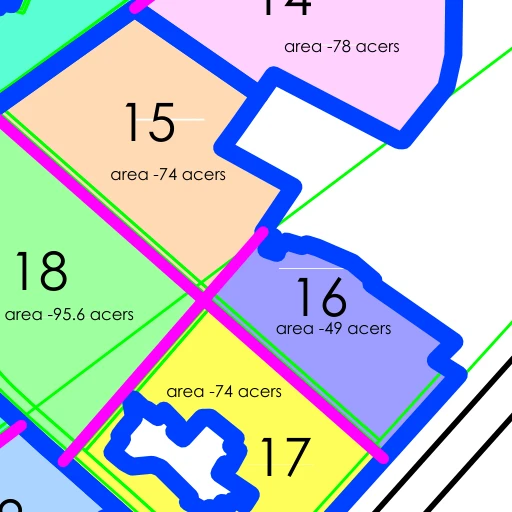 14
area -78 acers
15
area -74 acers
18
area -95.6 acers
16
area -49 acers
area -74 acers
17